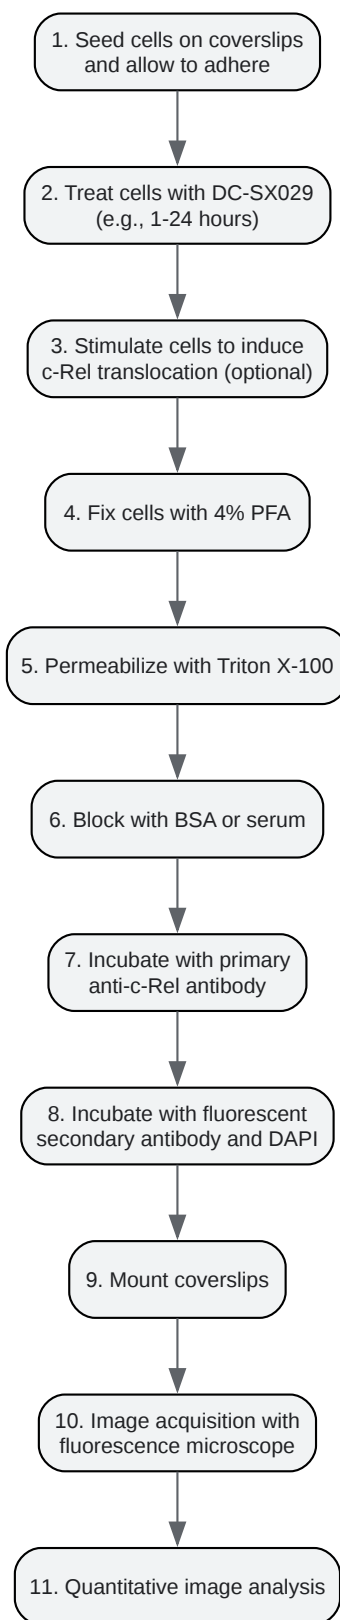 1. Seed cells on coverslips
and allow to adhere
2. Treat cells with DC-SX029
(e.g., 1-24 hours)
3. Stimulate cells to induce
c-Rel translocation (optional)
4. Fix cells with 4% PFA
5. Permeabilize with Triton X-100
6. Block with BSA or serum
7. Incubate with primary
anti-c-Rel antibody
8. Incubate with fluorescent
secondary antibody and DAPI
9. Mount coverslips
10. Image acquisition with
fluorescence microscope
11. Quantitative image analysis